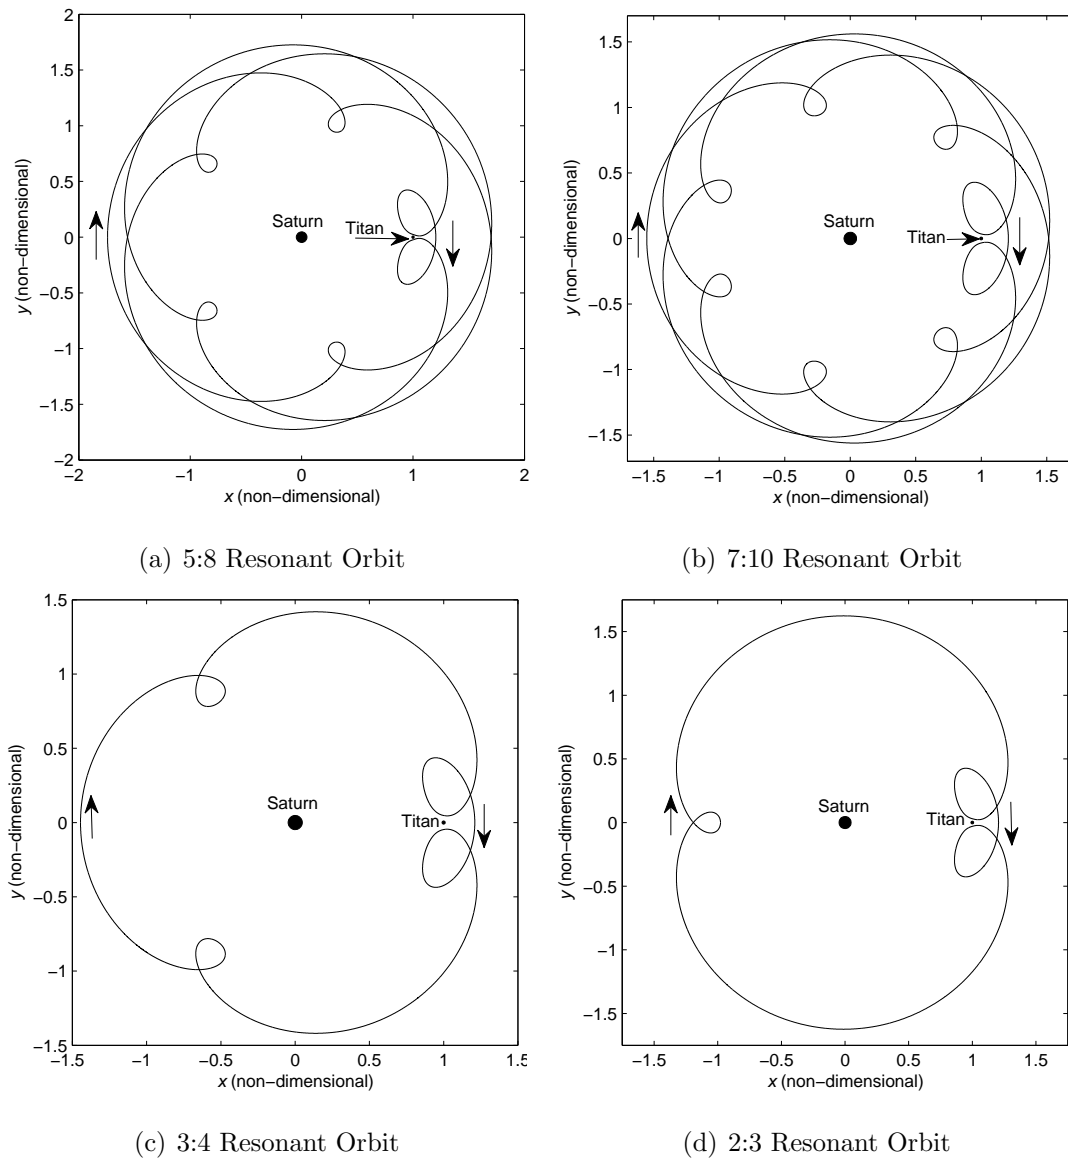 2
1.5
1
0.5
0
−0.5
−1
−1.5
−2
−2
−1
0
1
2
x (non−dimensional)
y (non−dimensional)
Saturn
Titan
1.5
1
0.5
0
−0.5
−1
−1.5
−1.5
−1
−0.5
0
0.5
1
1.5
x (non−dimensional)
y (non−dimensional)
Saturn
Titan
(a) 5:8 Resonant Orbit
(b) 7:10 Resonant Orbit
1.5
1
0.5
0
−0.5
−1
−1.5
−1.5
−1
−0.5
0
0.5
1
1.5
x (non−dimensional)
y (non−dimensional)
Saturn
Titan
1.5
1
0.5
0
−0.5
−1
−1.5
−1.5
−1
−0.5
0
0.5
1
1.5
x (non−dimensional)
y (non−dimensional)
Saturn
Titan
(c) 3:4 Resonant Orbit
(d) 2:3 Resonant Orbit